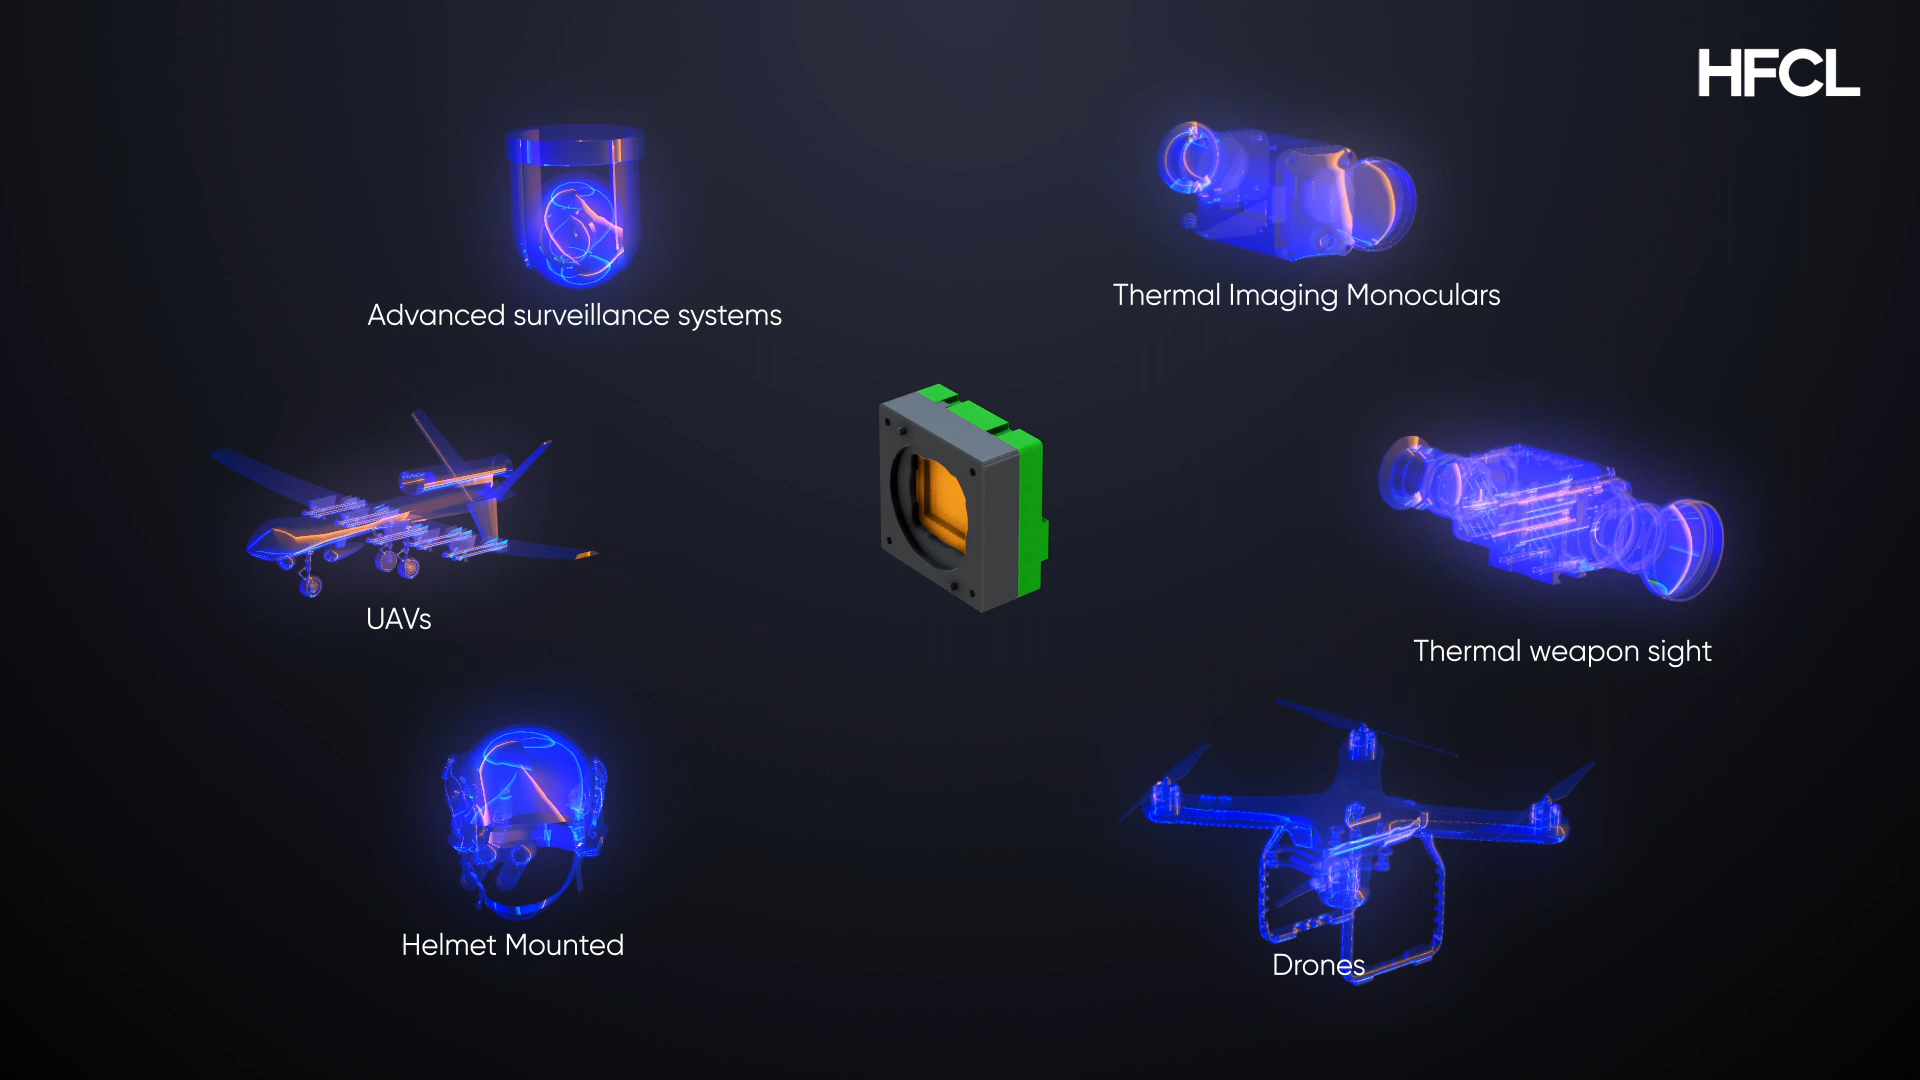 HFCL
Advanced surveillance systems
Thermal Imaging Monoculars
UAVs
Thermal weapon sight
Helmet Mounted
Drones